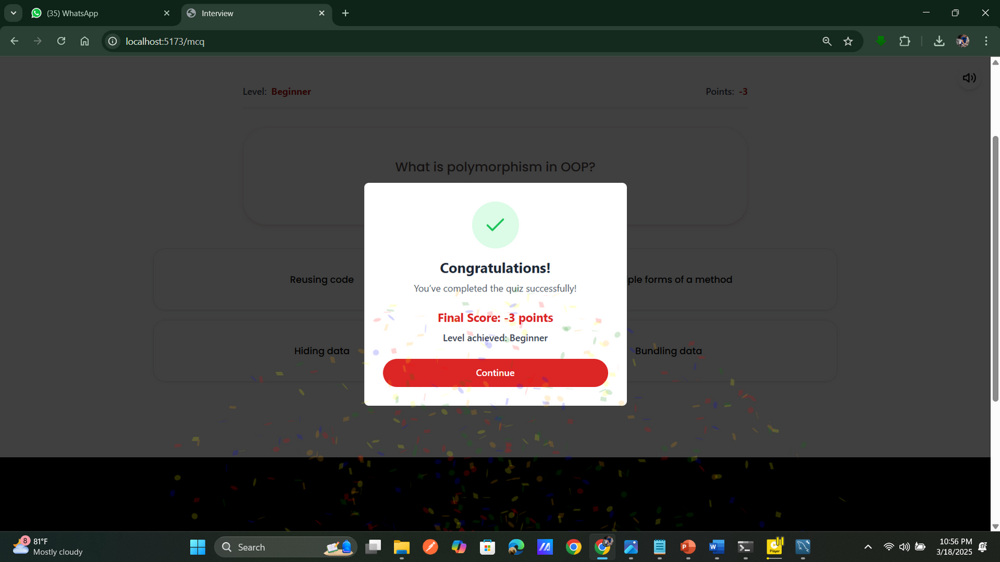 (35) WhatsApp
Interview
localhost:5173/mcq
Level: Beginner
Points: -3
What is polymorphism in OOP?
Congratulations!
You've completed the quiz successfully!
Final Score: -3 points
Level achieved: Beginner
Continue
Reusing code
ple forms of a method
Hiding data
Bundling data
8
81°F
Mostly cloudy
Search
10:56 PM
3/18/2025